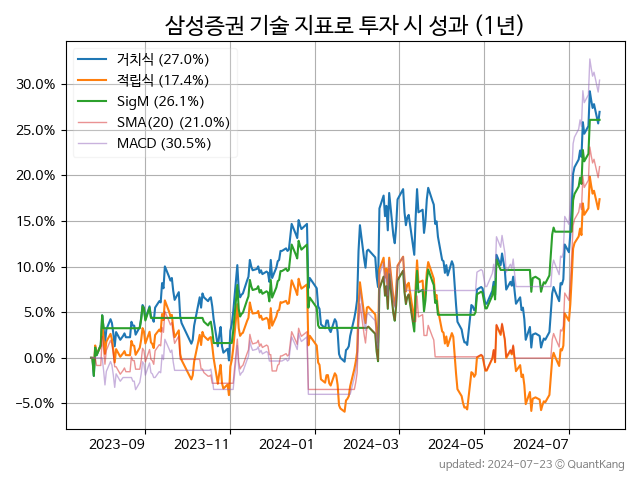 삼성증권 기술 지표로 투자 시 성과 (1년)
거치식 (27.0%)
적립식 (17.4%)
SigM (26.1%)
SMA(20) (21.0%)
MACD (30.5%)
30.0%
25.0%
20.0%
15.0%
10.0%
5.0%
0.0%
−5.0%
2023-09 2023-11 2024-01 2024-03 2024-05 2024-07
updated: 2024-07-23 ⓒ QuantKang